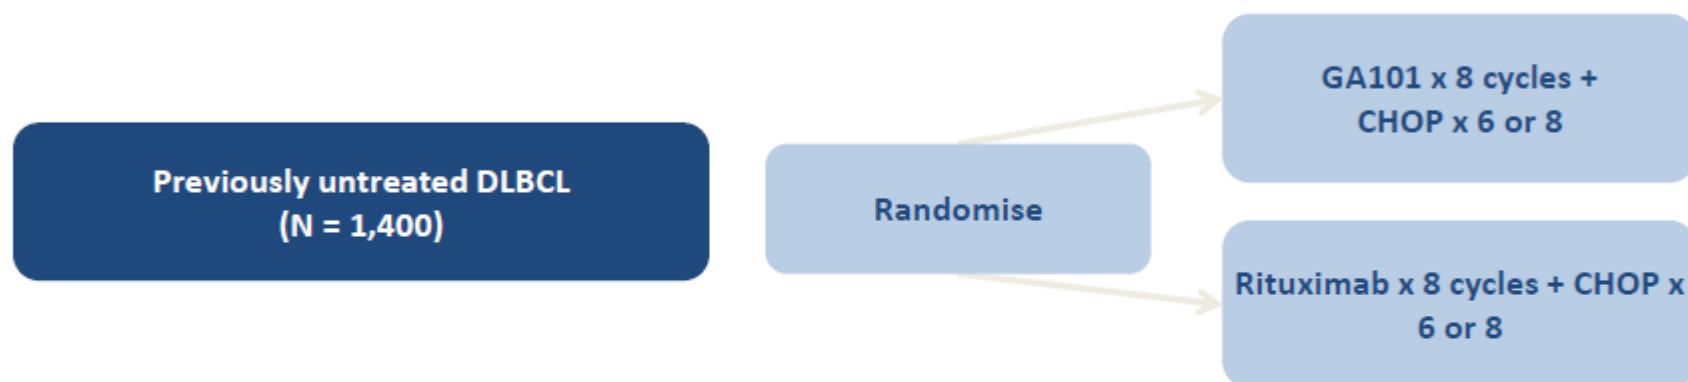 Previously untreated DLBCL
(N = 1,400)
Randomise
GA101 x 8 cycles +
CHOP x 6 or 8
Rituximab x 8 cycles + CHOP x
6 or 8